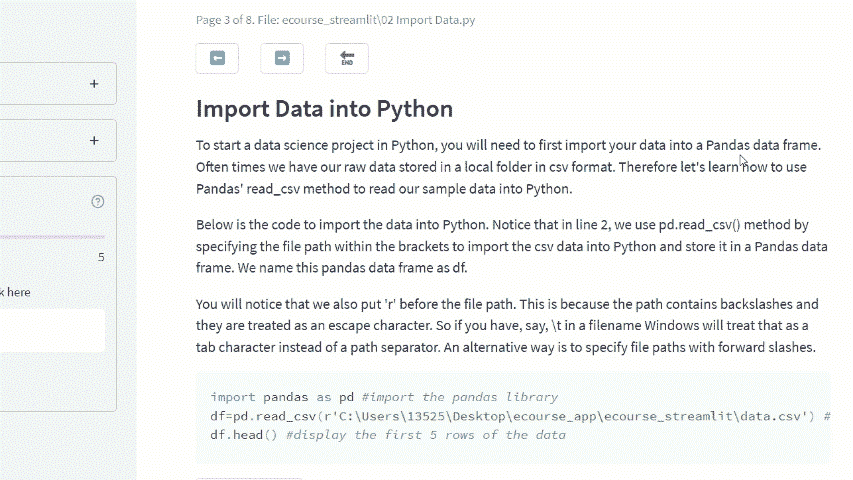 Page 3 of 8. File: ecourse_streamlit\02 Import Data.py
END
Import Data into Python
To start a data science project in Python, you will need to first import your data into a Pandas data frame.
Often times we have our raw data stored in a local folder in csv format. Therefore let's learn how to use
Pandas' read_csv method to read our sample data into Python.
Below is the code to import the data into Python. Notice that in line 2, we use pd.read_csv() method by
specifying the file path within the brackets to import the csv data into Python and store it in a Pandas data
frame. We name this pandas data frame as df.
You will notice that we also put 'r' before the file path. This is because the path contains backslashes and
they are treated as an escape character. So if you have, say, \t in a filename Windows will treat that as a
tab character instead of a path separator. An alternative way is to specify file paths with forward slashes.
import pandas as pd #import the pandas library
df=pd.read_csv(r'C:\Users\13525\Desktop\ecourse_app\ecourse_streamlit\data.csv') #
df.head() #display the first 5 rows of the data
+
+
?
5
k here